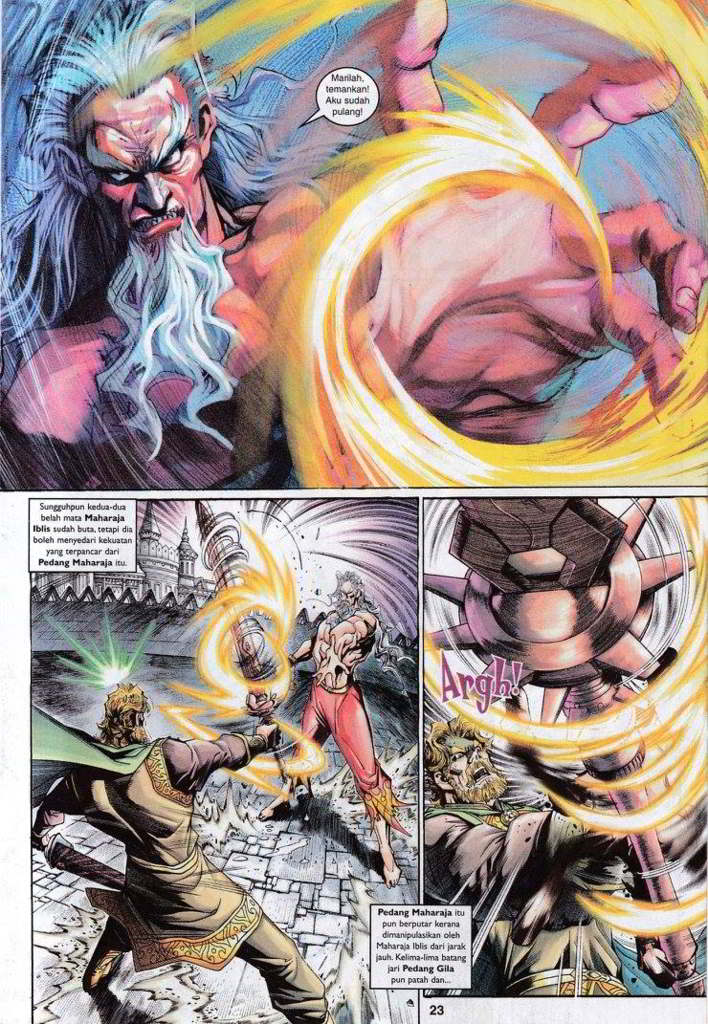 Marilah,
temankan!
Aku sudah
pulang!
Sungguhpun kedua-dua
belah mata Maharaja
Iblis sudah buta, tetapi dia
boleh menyedari kekuatan
yang terpancar dari
Pedang Maharaja itu.
Argh!
Pedang Maharaja itu
pun berputar kerana
dimanipulasikan oleh
Maharaja Iblis dari jarak
jauh. Kelima-lima batang
jari Pedang Gila
pun patah dan...
23